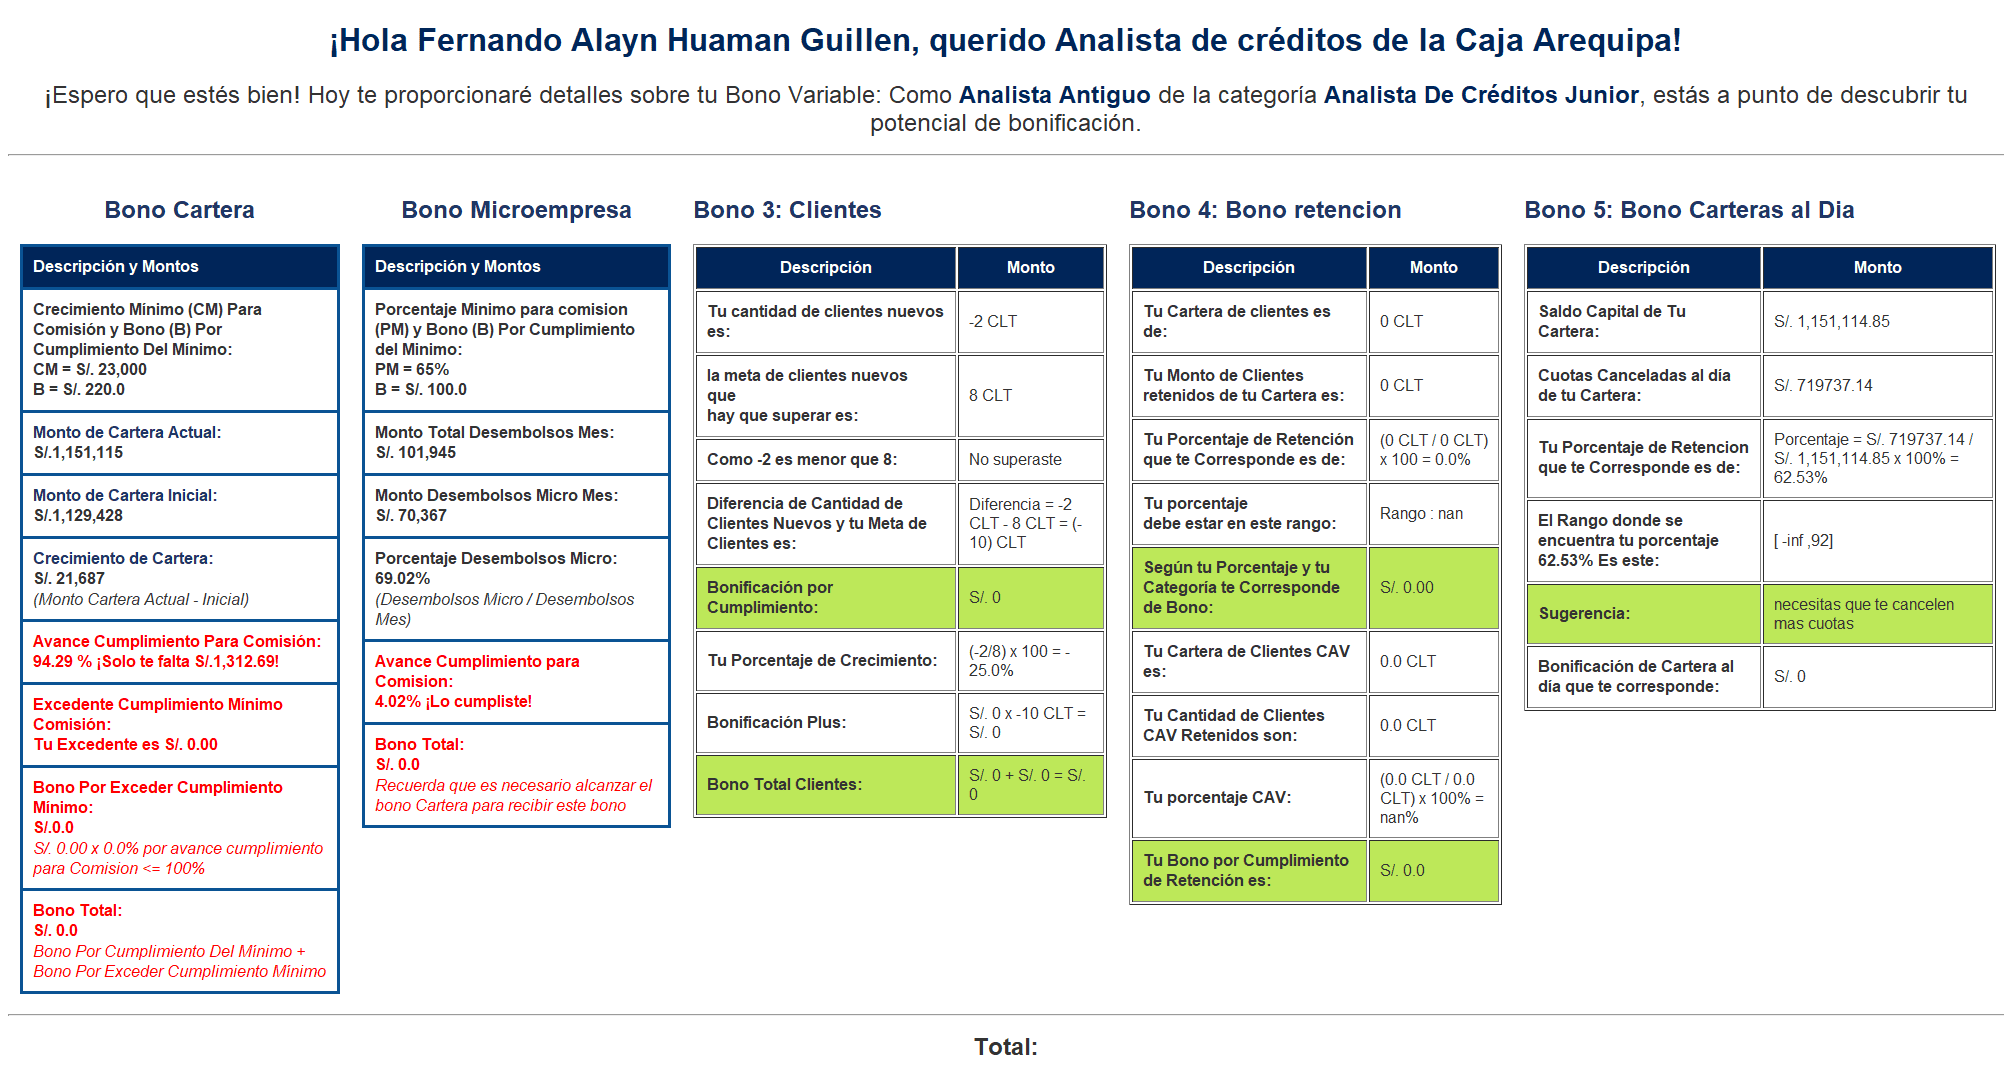 ¡Hola Fernando Alayn Huaman Guillen, querido Analista de créditos de la Caja Arequipa!
¡Espero que estés bien! Hoy te proporcionaré detalles sobre tu Bono Variable: Como Analista Antiguo de la categoría Analista De Créditos Junior, estás a punto de descubrir tu
potencial de bonificación.
Bono Cartera
Descripción y Montos
Crecimiento Mínimo (CM) Para
Comisión y Bono (B) Por
Cumplimiento Del Mínimo:
CM = S/. 23,000
B = S/. 220.0
Monto de Cartera Actual:
S/.1,151,115
Monto de Cartera Inicial:
S/.1,129,428
Crecimiento de Cartera:
S/. 21,687
(Monto Cartera Actual - Inicial)
Avance Cumplimiento Para Comisión:
94.29 % ¡Solo te falta S/.1,312.69!
Excedente Cumplimiento Mínimo
Comisión:
Tu Excedente es S/. 0.00
Bono Por Exceder Cumplimiento
Mínimo:
S/.0.0
S/. 0.00 x 0.0% por avance cumplimiento
para Comision <= 100%
Bono Total:
S/. 0.0
Bono Por Cumplimiento Del Mínimo +
Bono Por Exceder Cumplimiento Mínimo
Bono Microempresa
Descripción y Montos
Porcentaje Minimo para comision
(PM) y Bono (B) Por Cumplimiento
del Minimo:
PM = 65%
B = S/. 100.0
Monto Total Desembolsos Mes:
S/. 101,945
Monto Desembolsos Micro Mes:
S/. 70,367
Porcentaje Desembolsos Micro:
69.02%
(Desembolsos Micro / Desembolsos
Mes)
Avance Cumplimiento para
Comision:
4.02% ¡Lo cumpliste!
Bono Total:
S/. 0.0
Recuerda que es necesario alcanzar el
bono Cartera para recibir este bono
Bono 3: Clientes
Descripción Monto
Tu cantidad de clientes nuevos
es:
-2 CLT
la meta de clientes nuevos
que
hay que superar es:
8 CLT
Como -2 es menor que 8: No superaste
Diferencia de Cantidad de
Clientes Nuevos y tu Meta de
Clientes es:
Diferencia = -2
CLT - 8 CLT = (-
10) CLT
Bonificación por
Cumplimiento:
S/. 0
Tu Porcentaje de Crecimiento:
(-2/8) x 100 = -
25.0%
Bonificación Plus:
S/. 0 x -10 CLT =
S/. 0
Bono Total Clientes:
S/. 0 + S/. 0 = S/.
0
Bono 4: Bono retencion
Descripción Monto
Tu Cartera de clientes es
de:
0 CLT
Tu Monto de Clientes
retenidos de tu Cartera es:
0 CLT
Tu Porcentaje de Retención
que te Corresponde es de:
(0 CLT / 0 CLT)
x 100 = 0.0%
Tu porcentaje
debe estar en este rango:
Rango : nan
Según tu Porcentaje y tu
Categoría te Corresponde
de Bono:
S/. 0.00
Tu Cartera de Clientes CAV
es:
0.0 CLT
Tu Cantidad de Clientes
CAV Retenidos son:
0.0 CLT
Tu porcentaje CAV:
(0.0 CLT / 0.0
CLT) x 100% =
nan%
Tu Bono por Cumplimiento
de Retención es:
S/. 0.0
Bono 5: Bono Carteras al Dia
Descripción Monto
Saldo Capital de Tu
Cartera:
S/. 1,151,114.85
Cuotas Canceladas al día
de tu Cartera:
S/. 719737.14
Tu Porcentaje de Retencion
que te Corresponde es de:
Porcentaje = S/. 719737.14 /
S/. 1,151,114.85 x 100% =
62.53%
El Rango donde se
encuentra tu porcentaje
62.53% Es este:
[ -inf ,92]
Sugerencia:
necesitas que te cancelen
mas cuotas
Bonificación de Cartera al
día que te corresponde:
S/. 0
Total: